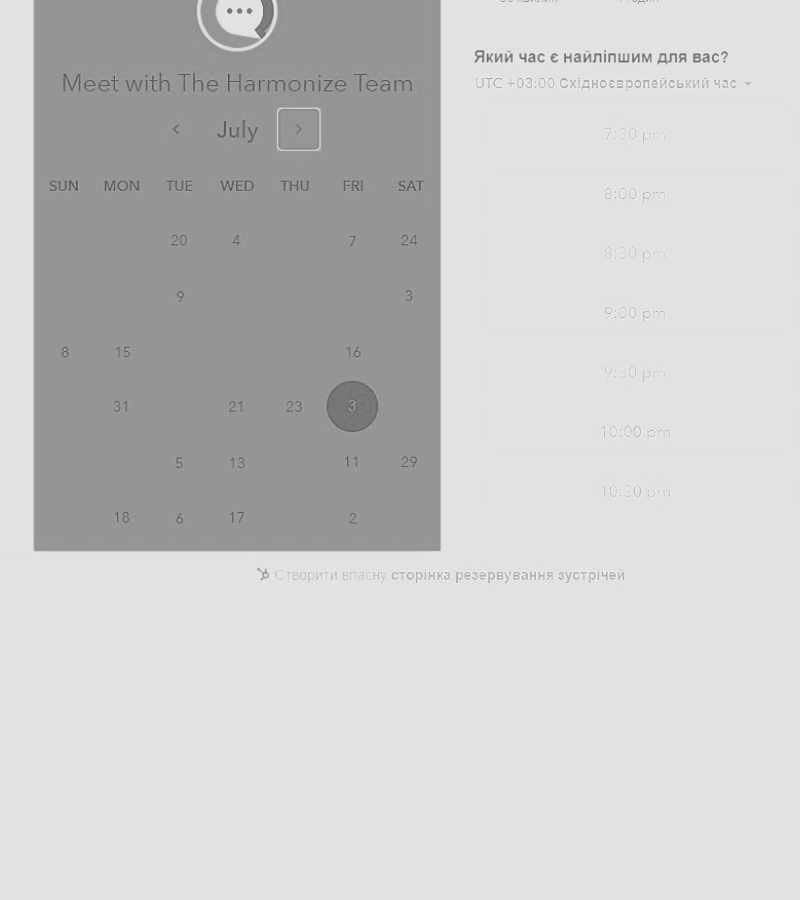 Meet with The Harmonize Team
July
SUN MON TUE WED THU FRI SAT
20 4 7 24
9 3
8 15 16
31 21 23 3
5 13 11 29
18 6 17 2
Який час є найліпшим для вас?
UTC +03:00 Східноєвропейський час
7:30 pm
8:00 pm
8:30 pm
9:00 pm
9:30 pm
10:00 pm
10:30 pm
Створити власну сторінка резервування зустрічей